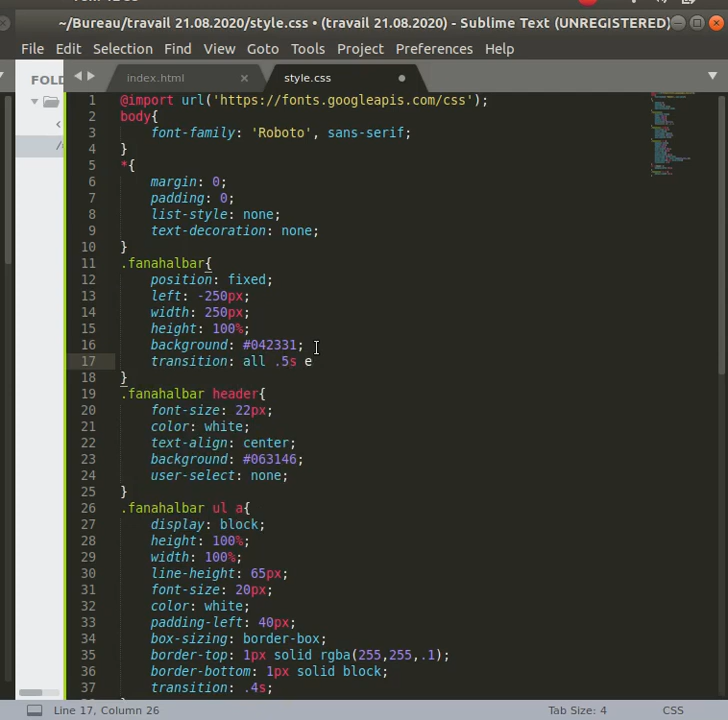 ~/Bureau/travail 21.08.2020/style.css • (travail 21.08.2020) - Sublime Text (UNREGISTERED)
File Edit Selection Find View Goto Tools Project Preferences Help
FOLD
index.html
style.css
1 @import url('https://fonts.googleapis.com/css');
2 body{
3 font-family: 'Roboto', sans-serif;
4 }
5 *{
6 margin: 0;
7 padding: 0;
8 list-style: none;
9 text-decoration: none;
10 }
11 .fanahalbar{
12 position: fixed;
13 left: -250px;
14 width: 250px;
15 height: 100%;
16 background: #042331;
17 transition: all .5s e
18 }
19 .fanahalbar header{
20 font-size: 22px;
21 color: white;
22 text-align: center;
23 background: #063146;
24 user-select: none;
25 }
26 .fanahalbar ul a{
27 display: block;
28 height: 100%;
29 width: 100%;
30 line-height: 65px;
31 font-size: 20px;
32 color: white;
33 padding-left: 40px;
34 box-sizing: border-box;
35 border-top: 1px solid rgba(255,255,.1);
36 border-bottom: 1px solid block;
37 transition: .4s;
Line 17, Column 26
Tab Size: 4
CSS